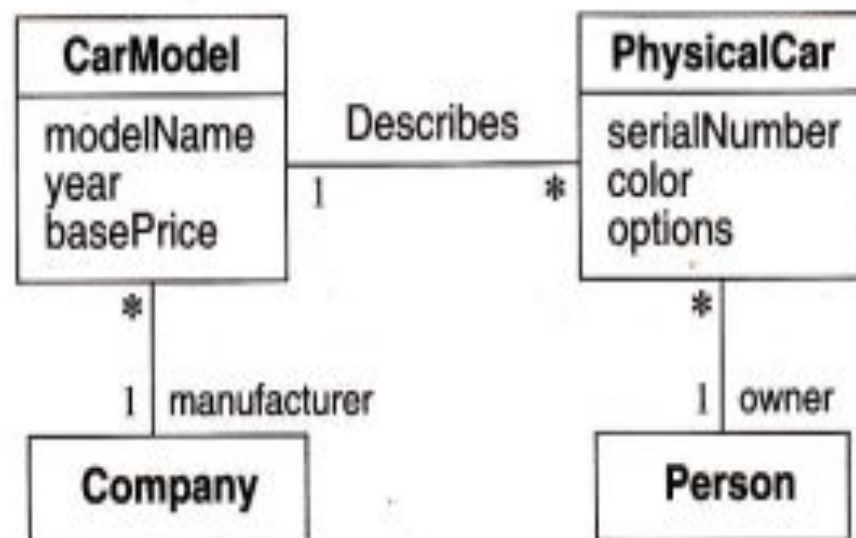 CarModel
modelName
year
basePrice
Describes
1
*
PhysicalCar
serialNumber
color
options
*
1 manufacturer
Company
*
1 owner
Person